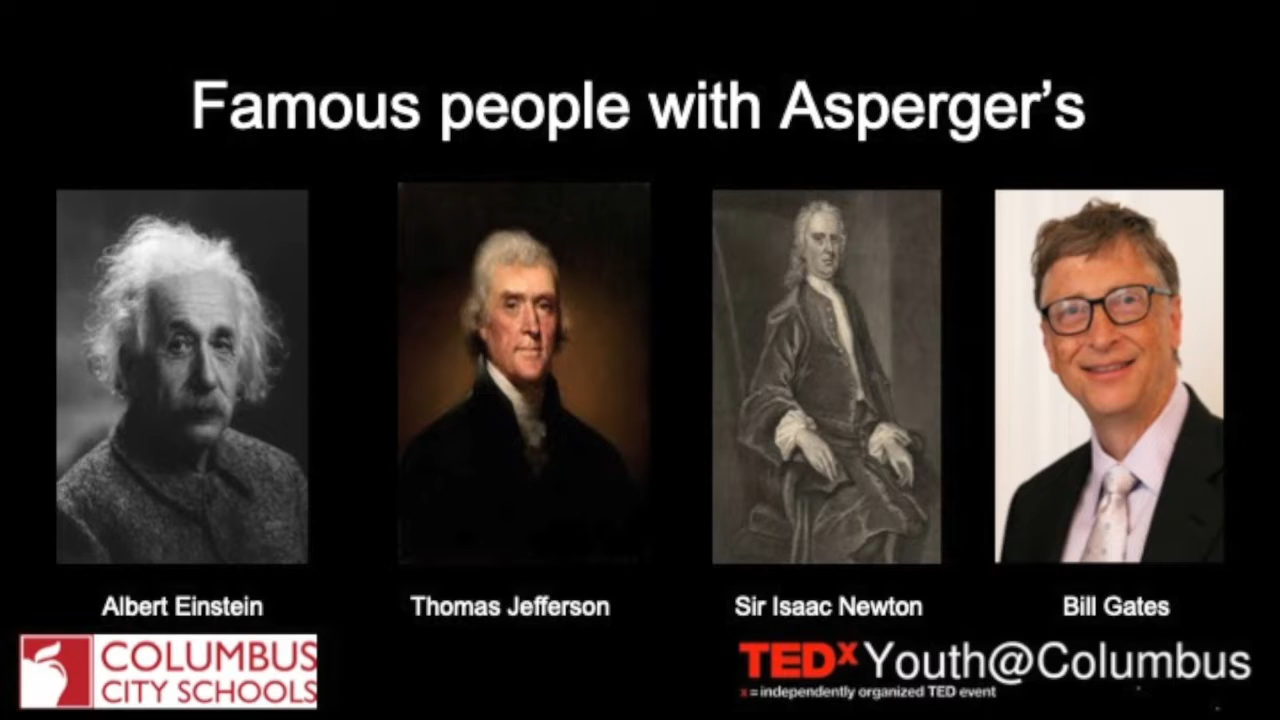 Famous people with Asperger’s
Albert Einstein
Thomas Jefferson
Sir Isaac Newton
Bill Gates
COLUMBUS
CITY SCHOOLS
TEDx Youth@Columbus
x = independently organized TED event